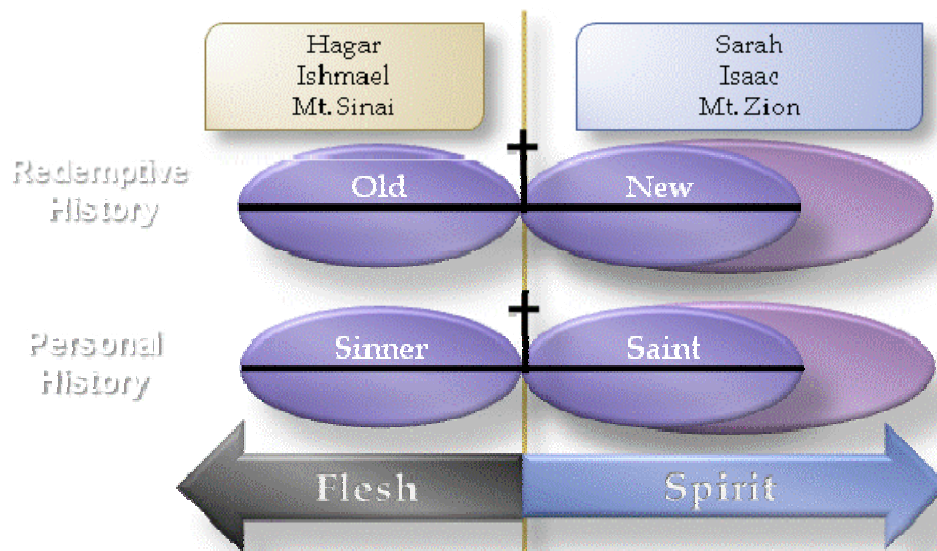 Hagar
Ishmael
Mt. Sinai
Sarah
Isaac
Mt. Zion
Redemptive
History
Old
New
Personal
History
Sinner
Saint
Flesh
Spirit